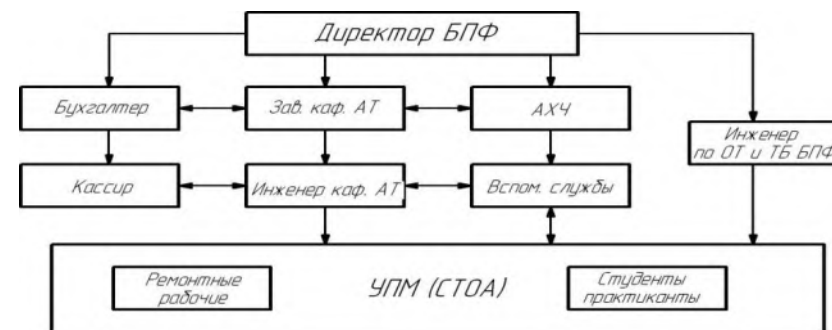 Директор БПФ
Бухгалтер
Зав. каф. АТ
АХЧ
Инженер
по ОТ и ТБ БПФ
Кассир
Инженер каф. АТ
Вспом. службы
Ремонтные
рабочие
УПМ (СТОА)
Студенты
практиканты